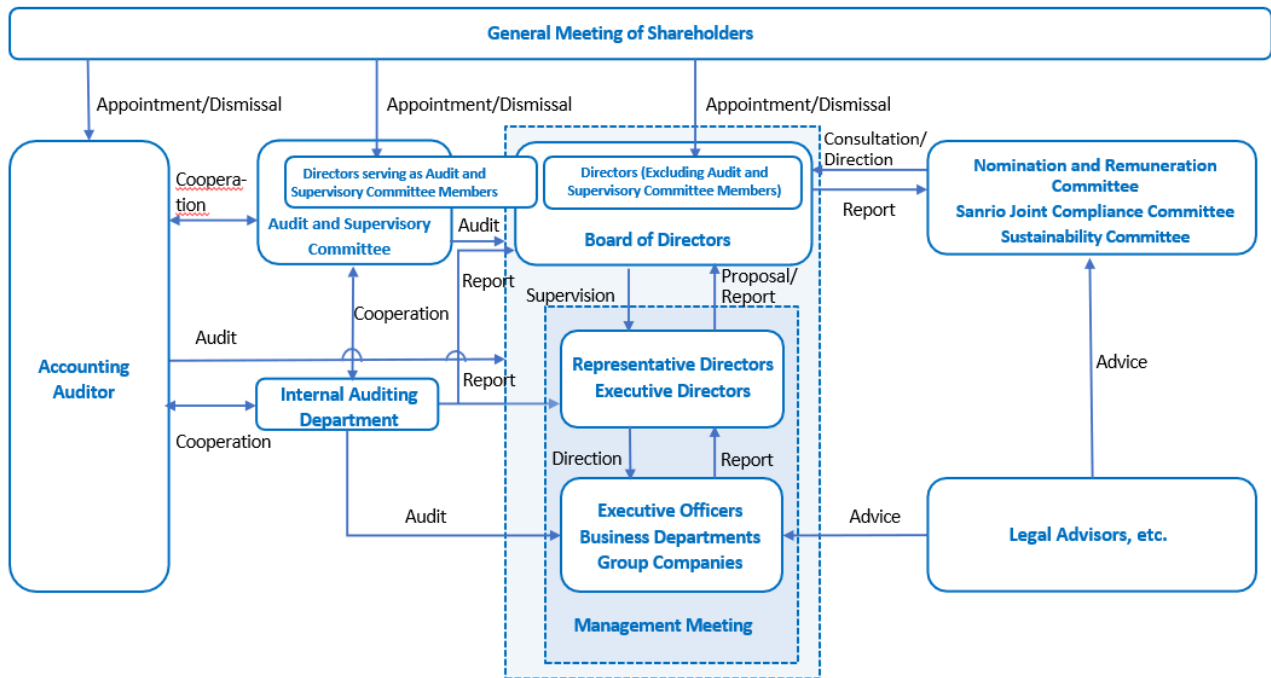 General Meeting of Shareholders
Appointment/Dismissal
Appointment/Dismissal
Appointment/Dismissal
Consultation/
Direction
Directors serving as Audit and
Supervisory Committee Members
Directors (Excluding Audit and
Supervisory Committee Members)
Nomination and Remuneration
Committee
Sanrio Joint Compliance Committee
Sustainability Committee
Coopera-
tion
Report
Audit and Supervisory
Committee
Audit
Board of Directors
Report
Supervision
Proposal/
Report
Cooperation
Audit
Accounting
Auditor
Report
Representative Directors
Executive Directors
Advice
Internal Auditing
Department
Cooperation
Direction
Report
Audit
Executive Officers
Business Departments
Group Companies
Advice
Legal Advisors, etc.
Management Meeting